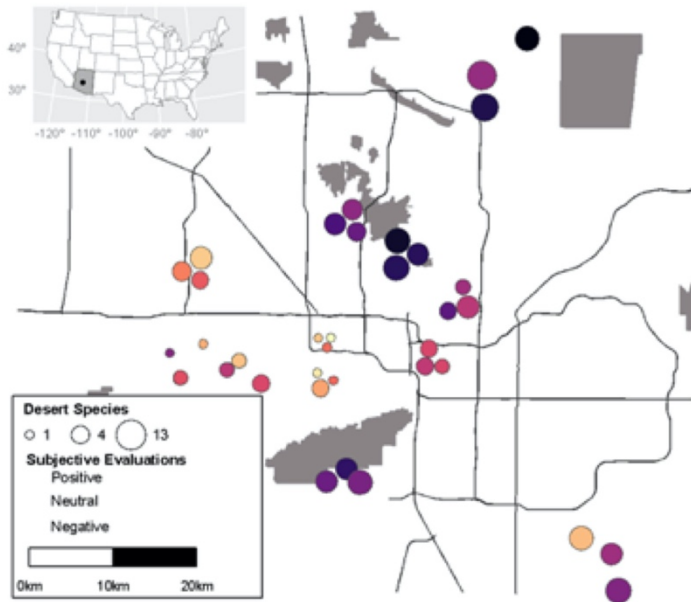 40°
30°
-120° -110° -100° -90° -80°
Desert Species
1 4 13
Subjective Evaluations
Positive
Neutral
Negative
0km 10km 20km